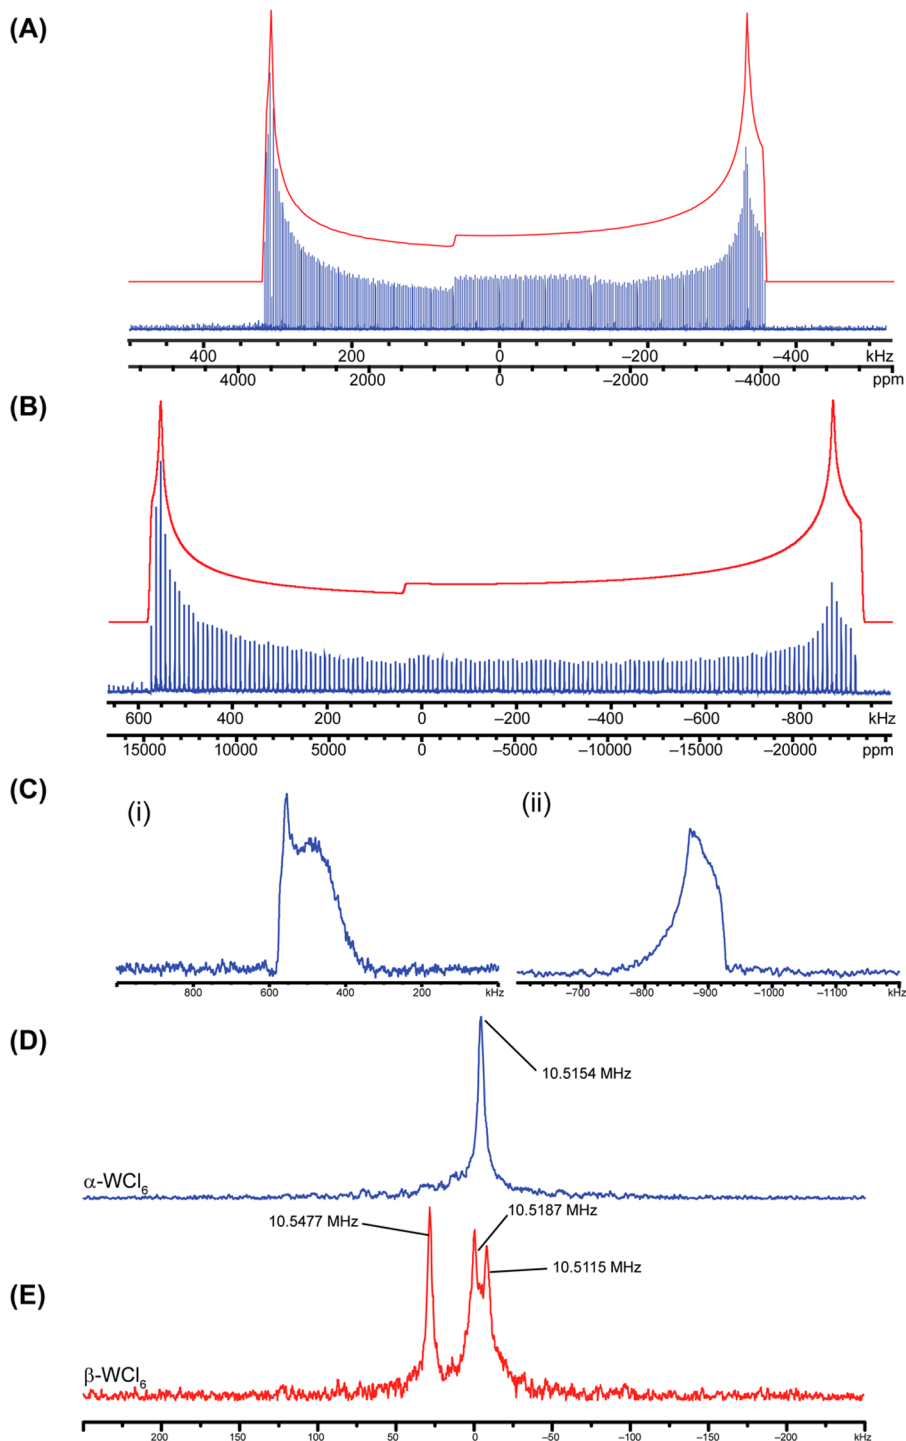 (A)
400 200 0 −200 −400 kHz
4000 2000 0 −2000 −4000 ppm
(B)
600 400 200 0 −200 −400 −600 −800 kHz
15000 10000 5000 0 −5000 −10000 −15000 −20000 ppm
(C)
(i) (ii)
800 600 400 200 kHz −700 −800 −900 −1000 −1100 kHz
(D)
10.5154 MHz
α-WCl6
10.5477 MHz 10.5187 MHz
10.5115 MHz
(E)
β-WCl6
200 150 100 50 0 −50 −100 −150 −200 kHz